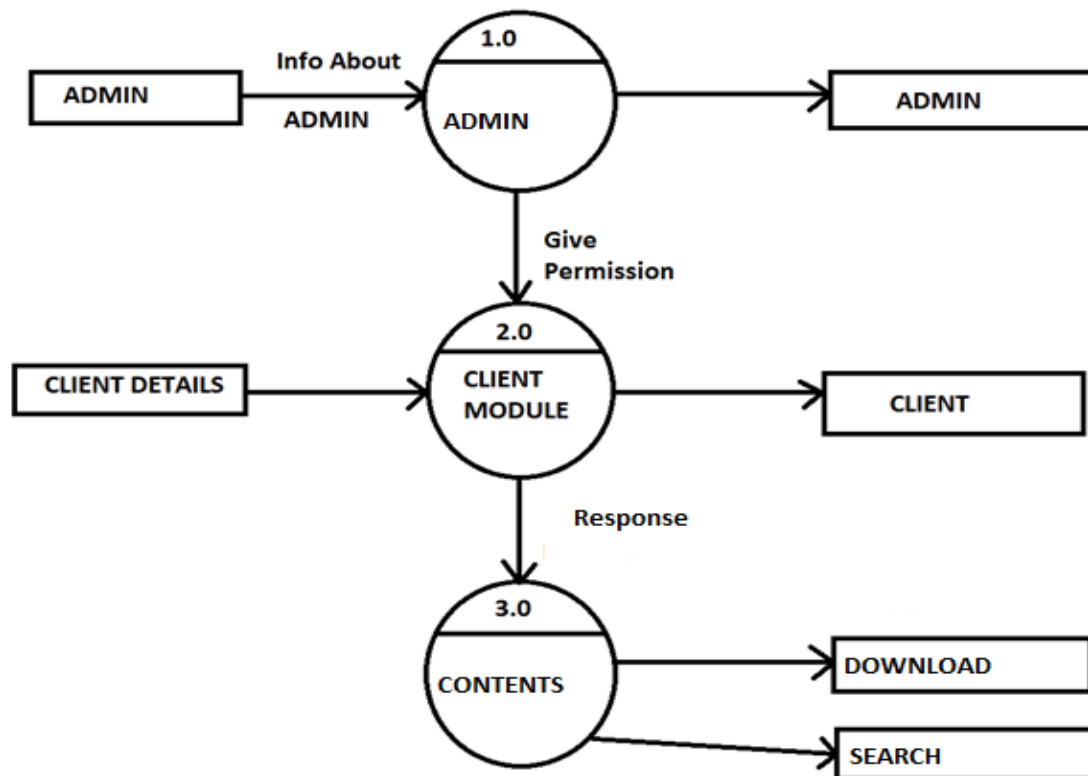 1.0
Info About
ADMIN
ADMIN
ADMIN
ADMIN
Give
Permission
2.0
CLIENT DETAILS
CLIENT
MODULE
CLIENT
Response
3.0
CONTENTS
DOWNLOAD
SEARCH